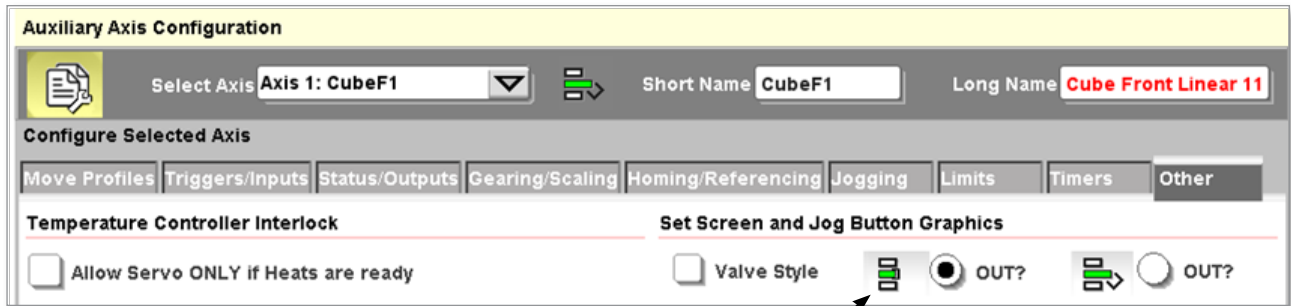 Auxiliary Axis Configuration
Select Axis Axis 1: CubeF1 Short Name CubeF1 Long Name Cube Front Linear 11
Configure Selected Axis
Move Profiles Triggers/Inputs Status/Outputs Gearing/Scaling Homing/Referencing Jogging Limits Timers Other
Temperature Controller Interlock Set Screen and Jog Button Graphics
Allow Servo ONLY if Heats are ready Valve Style OUT? OUT?